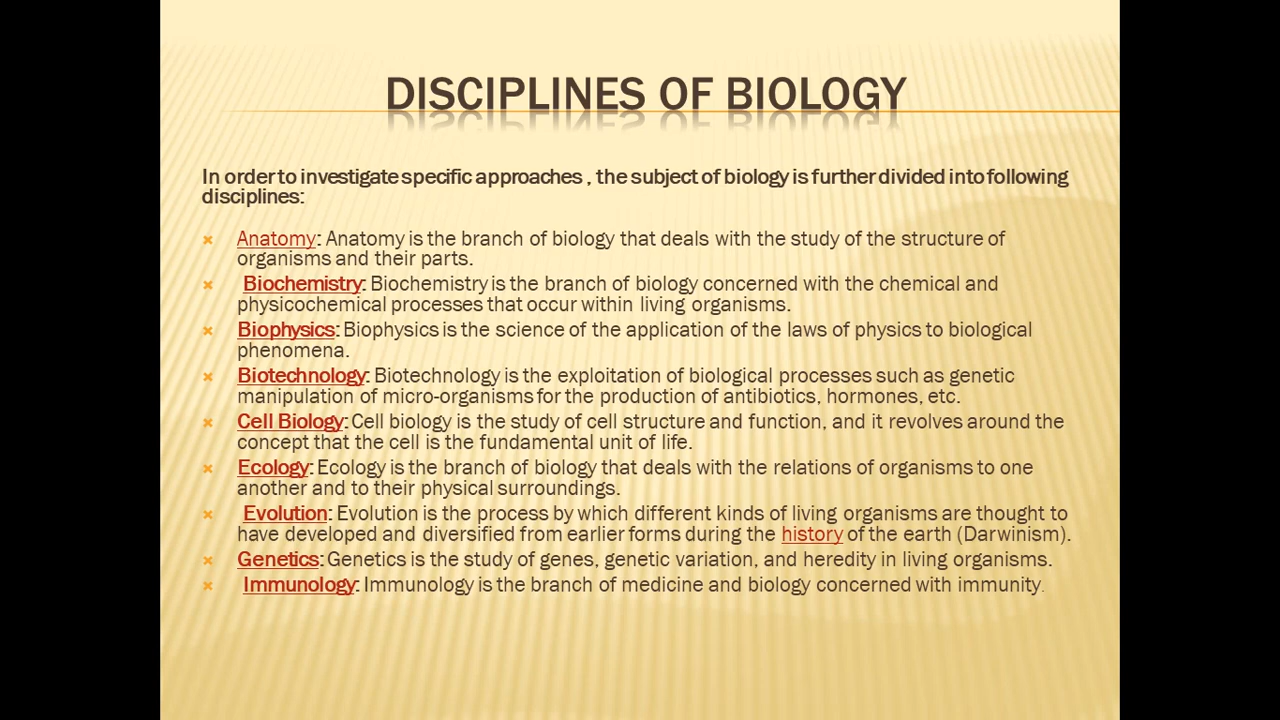 DISCIPLINES OF BIOLOGY
In order to investigate specific approaches , the subject of biology is further divided into following
disciplines:
Anatomy: Anatomy is the branch of biology that deals with the study of the structure of
organisms and their parts.
Biochemistry: Biochemistry is the branch of biology concerned with the chemical and
physicochemical processes that occur within living organisms.
Biophysics: Biophysics is the science of the application of the laws of physics to biological
phenomena.
Biotechnology: Biotechnology is the exploitation of biological processes such as genetic
manipulation of micro-organisms for the production of antibiotics, hormones, etc.
Cell Biology: Cell biology is the study of cell structure and function, and it revolves around the
concept that the cell is the fundamental unit of life.
Ecology: Ecology is the branch of biology that deals with the relations of organisms to one
another and to their physical surroundings.
Evolution: Evolution is the process by which different kinds of living organisms are thought to
have developed and diversified from earlier forms during the history of the earth (Darwinism).
Genetics: Genetics is the study of genes, genetic variation, and heredity in living organisms.
Immunology: Immunology is the branch of medicine and biology concerned with immunity.